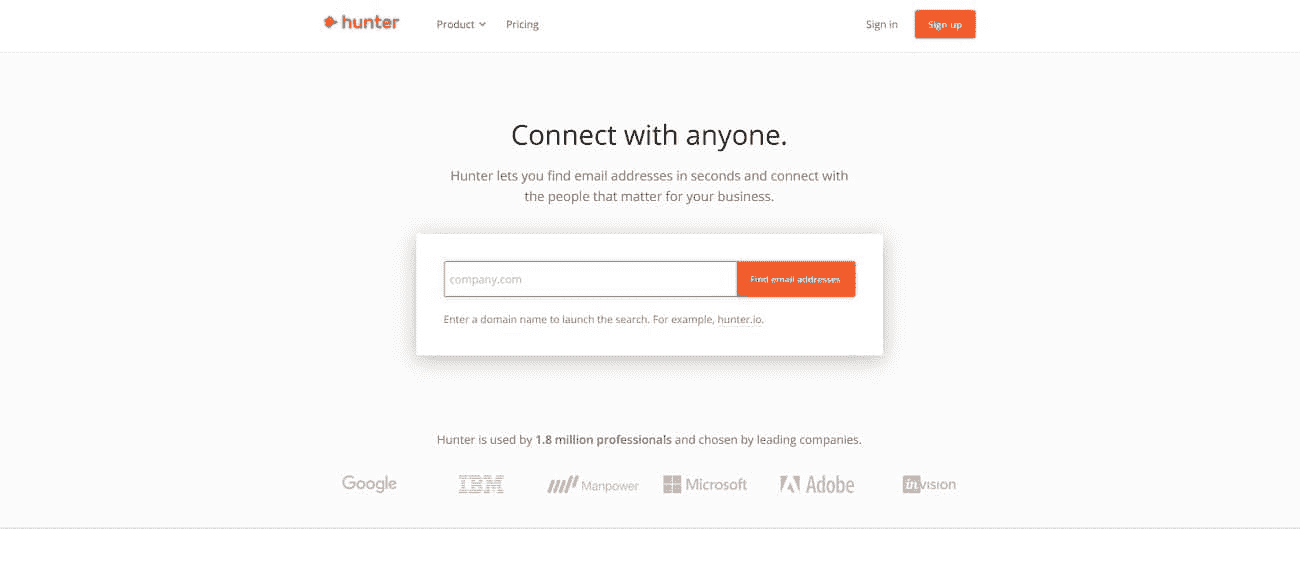 hunter Product Pricing Sign in Sign up
Connect with anyone.
Hunter lets you find email addresses in seconds and connect with
the people that matter for your business.
company.com Find email addresses
Enter a domain name to launch the search. For example, hunter.io.
Hunter is used by 1.8 million professionals and chosen by leading companies.
Google IBM Manpower Microsoft Adobe invision